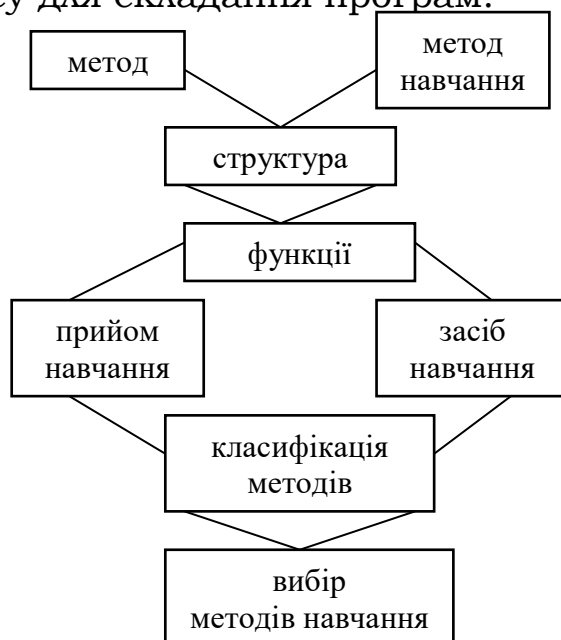 для складання програм.
метод
метод
навчання
структура
функції
прийом
навчання
засіб
навчання
класифікація
методів
вибір
методів навчання